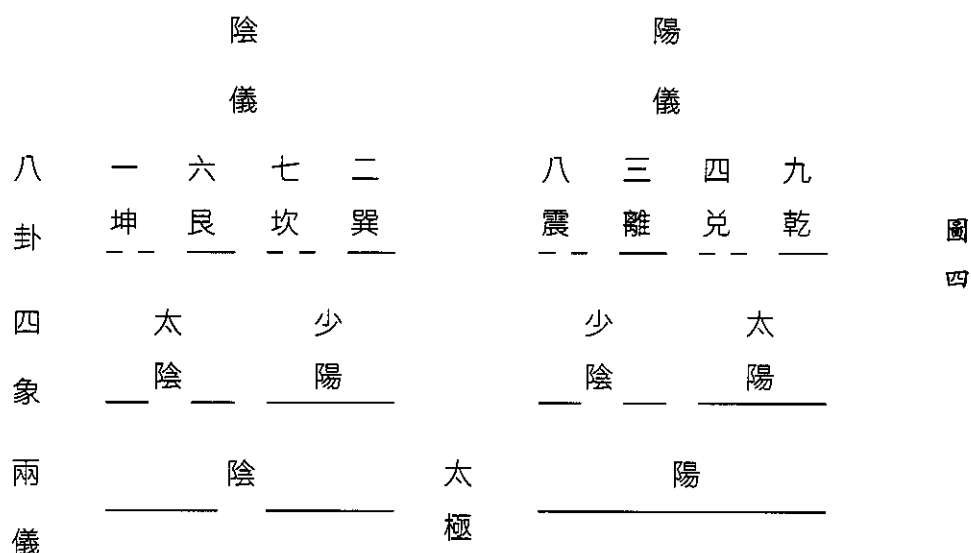 圖四
陽儀
陰儀
八卦
九乾
四兌
三離
八震
二巽
七坎
六艮
一坤
四象
太陽
少陰
少陽
太陰
兩儀
陽
太極
陰